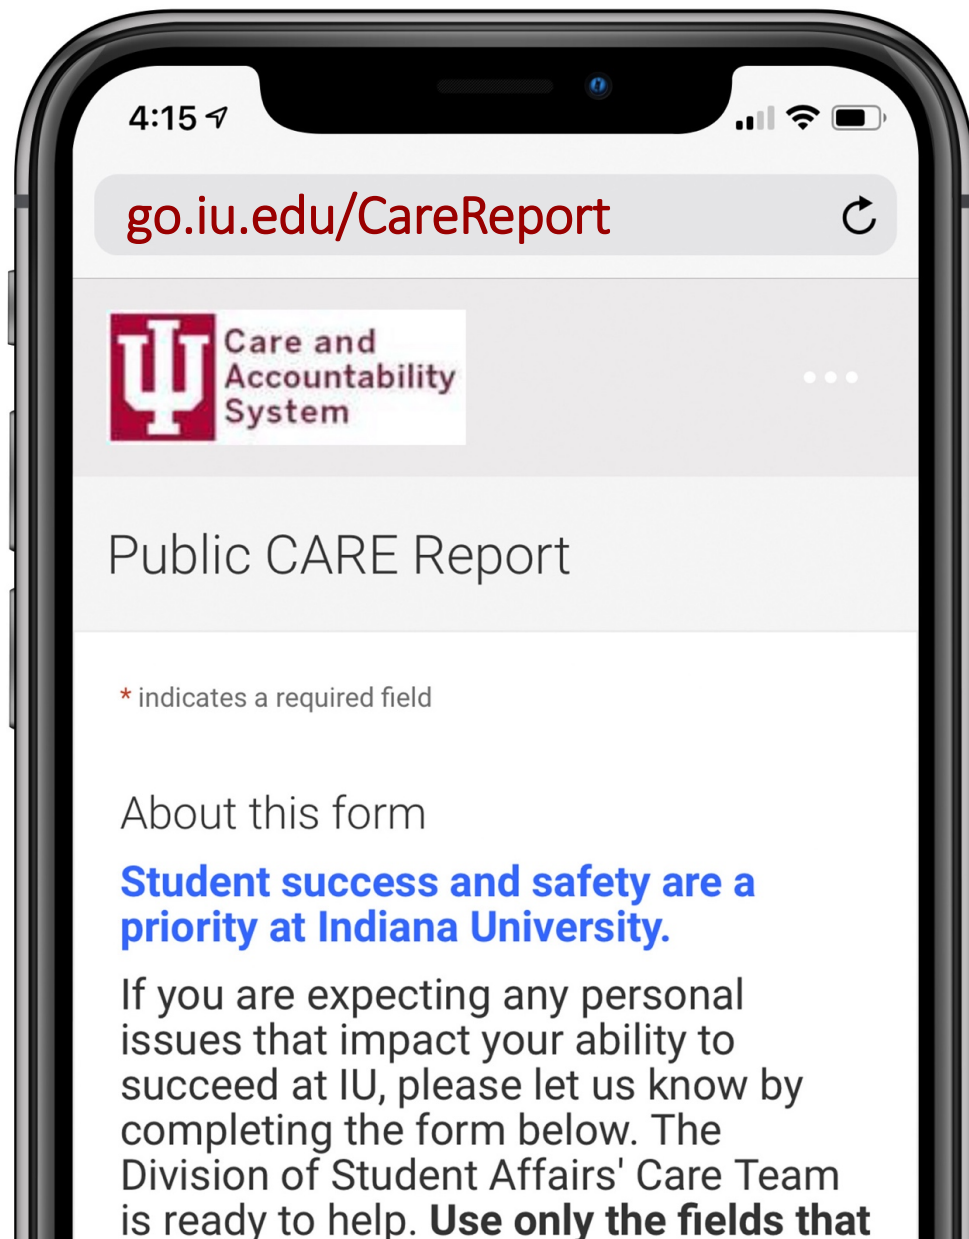 4:15
go.iu.edu/CareReport
Care and
Accountability
System
Public CARE Report
* indicates a required field
About this form
Student success and safety are a
priority at Indiana University.
If you are expecting any personal
issues that impact your ability to
succeed at IU, please let us know by
completing the form below. The
Division of Student Affairs' Care Team
is ready to help. Use only the fields that